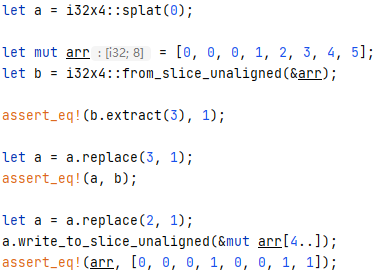 let a = i32x4::splat(0);
let mut arr : [i32; 8] = [0, 0, 0, 1, 2, 3, 4, 5];
let b = i32x4::from_slice_unaligned(&arr);
assert_eq!(b.extract(3), 1);
let a = a.replace(3, 1);
assert_eq!(a, b);
let a = a.replace(2, 1);
a.write_to_slice_unaligned(&mut arr[4..]);
assert_eq!(arr, [0, 0, 0, 1, 0, 0, 1, 1]);